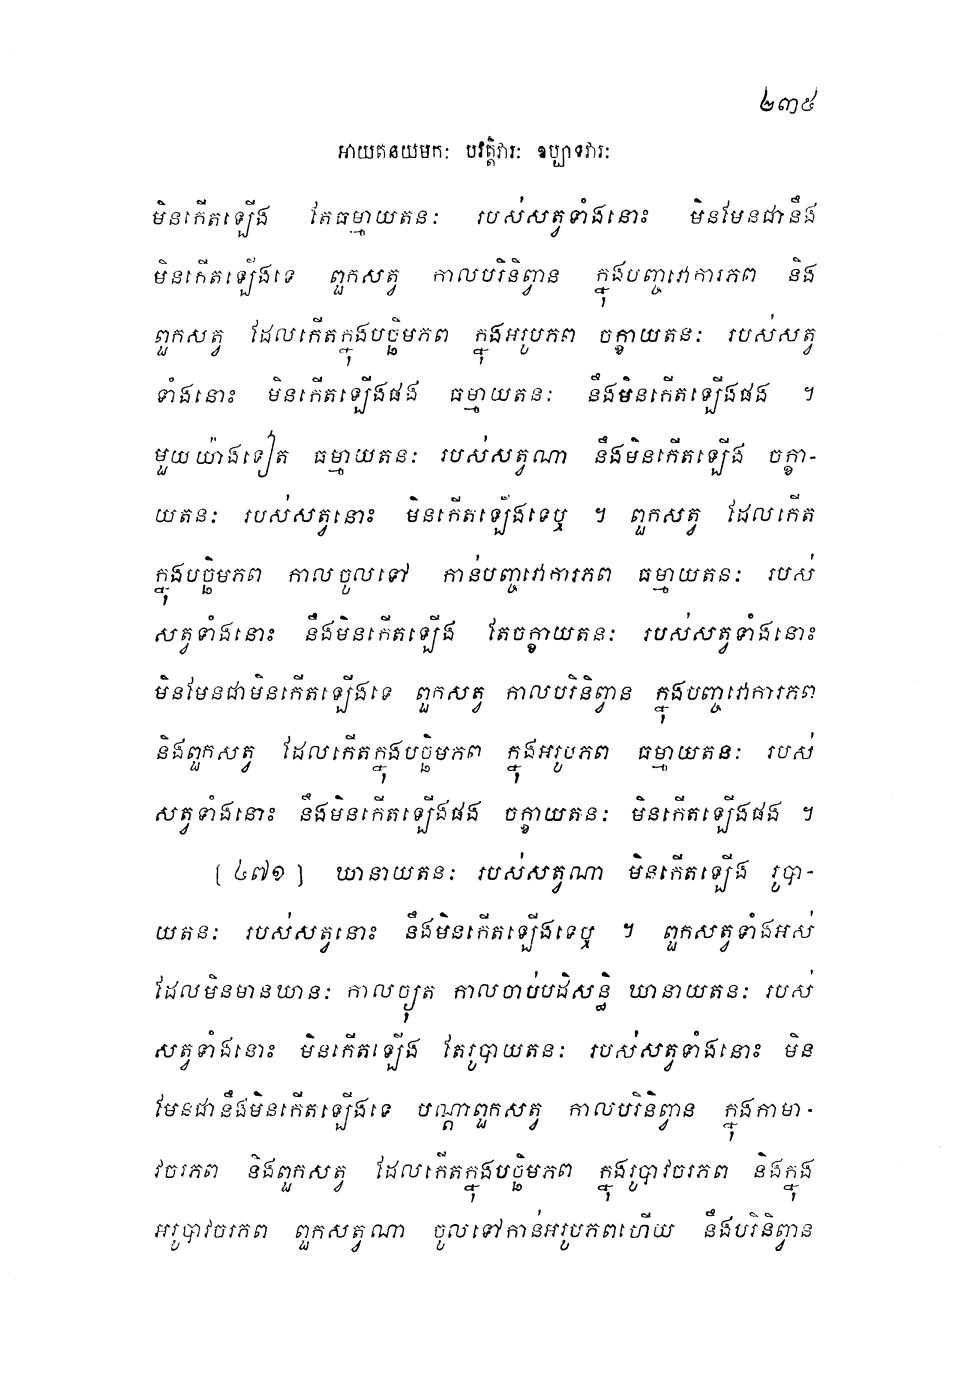 ២៣៥
អាយតនយមកៈ បវត្តិវារៈ ឧប្បាទវារៈ
មិនកើតឡើង តែធម្មាយតនៈ របស់សត្វទាំងនោះ មិនមែនជានឹង
មិនកើតឡើងទេ ពួកសត្វ កាលបរិនិព្វាន ក្នុងបញ្ចវោការភព និង
ពួកសត្វ ដែលកើតក្នុងបច្ឆិមភព ក្នុងអរូបភព ចក្ខាយតនៈ របស់សត្វ
ទាំងនោះ មិនកើតឡើងផង ធម្មាយតនៈ នឹងមិនកើតឡើងផង ។
មួយយ៉ាងទៀត ធម្មាយតនៈ របស់សត្វណា នឹងមិនកើតឡើង ចក្ខា-
យតនៈ របស់សត្វនោះ មិនកើតឡើងទេឬ ។ ពួកសត្វ ដែលកើត
ក្នុងបច្ឆិមភព កាលចូលទៅ កាន់បញ្ចវោការភព ធម្មាយតនៈ របស់
សត្វទាំងនោះ នឹងមិនកើតឡើង តែចក្ខាយតនៈ របស់សត្វទាំងនោះ
មិនមែនជាមិនកើតឡើងទេ ពួកសត្វ កាលបរិនិព្វាន ក្នុងបញ្ចវោការភព
និងពួកសត្វ ដែលកើតក្នុងបច្ឆិមភព ក្នុងអរូបភព ធម្មាយតនៈ របស់
សត្វទាំងនោះ នឹងមិនកើតឡើងផង ចក្ខាយតនៈ មិនកើតឡើងផង ។
[ ៤៧១ ] ឃានាយតនៈ របស់សត្វណា មិនកើតឡើង រូបា-
យតនៈ របស់សត្វនោះ នឹងមិនកើតឡើងទេឬ ។ ពួកសត្វទាំងអស់
ដែលមិនមានឃានៈ កាលច្យុត កាលចាប់បដិសន្ធិ ឃានាយតនៈ របស់
សត្វទាំងនោះ មិនកើតឡើង តែរូបាយតនៈ របស់សត្វទាំងនោះ មិន
មែនជានឹងមិនកើតឡើងទេ បណ្តាពួកសត្វ កាលបរិនិព្វាន ក្នុងកាមា-
វចរភព និងពួកសត្វ ដែលកើតក្នុងបច្ឆិមភព ក្នុងរូបាវចរភព និងក្នុង
អរូបាវចរភព ពួកសត្វណា ចូលទៅកាន់អរូបភពហើយ នឹងបរិនិព្វាន